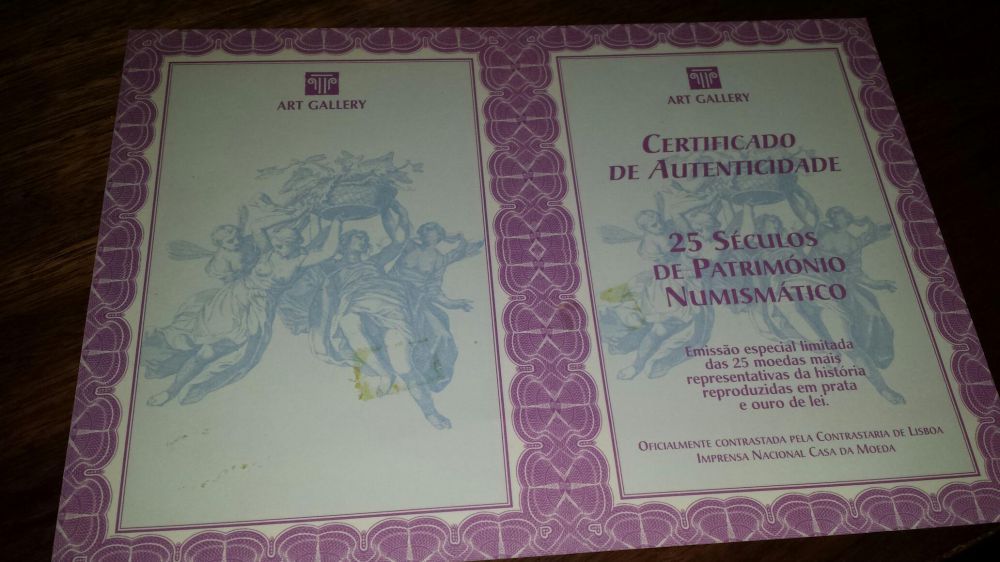 ART GALLERY
ART GALLERY
CERTIFICADO
DE AUTENTICIDADE
25 SÉCULOS
DE PATRIMÓNIO
NUMISMÁTICO
Emissão especial limitada
das 25 moedas mais
representativas da história
reproduzidas em prata
e ouro de lei.
OFICIALMENTE CONTRASTADA PELA CONTRASTARIA DE LISBOA
IMPRENSA NACIONAL CASA DA MOEDA